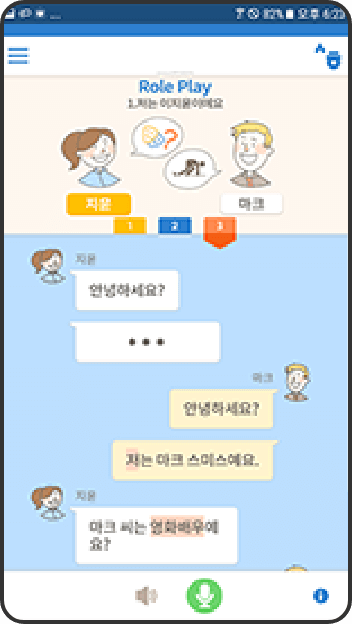 82% 오후 6:23
A
Role Play
1.저는 이지윤이에요
?
지윤
마크
1 2 3
지윤
안녕하세요?
● ● ●
마크
안녕하세요?
저는 마크 스미스예요.
지윤
마크 씨는 영화배우예
요?